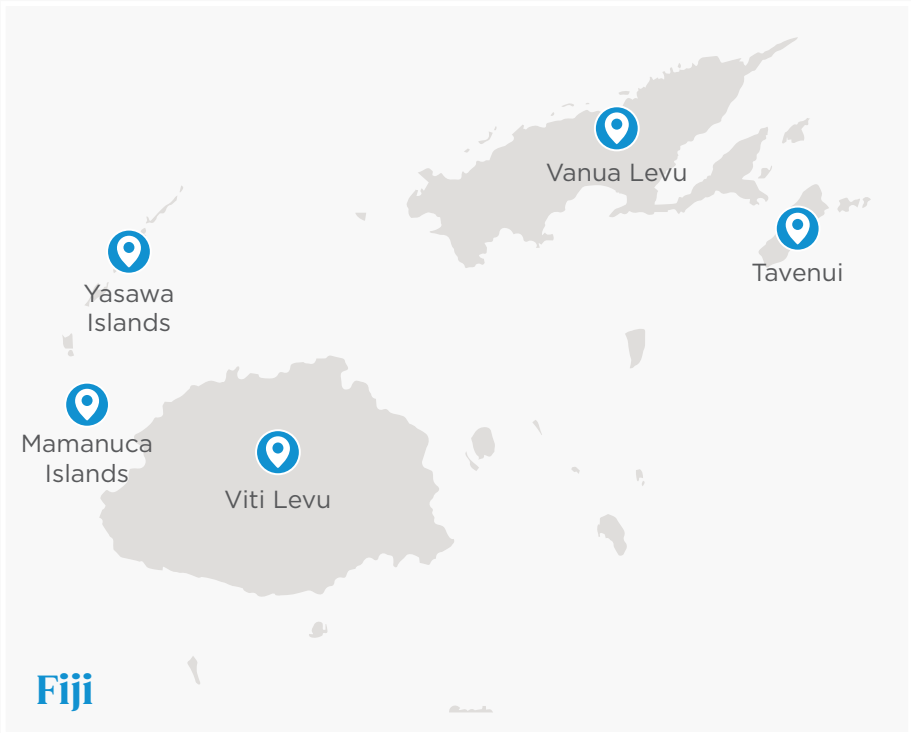 Vanua Levu
Tavenui
Yasawa
Islands
Mamanuca
Islands
Viti Levu
Fiji